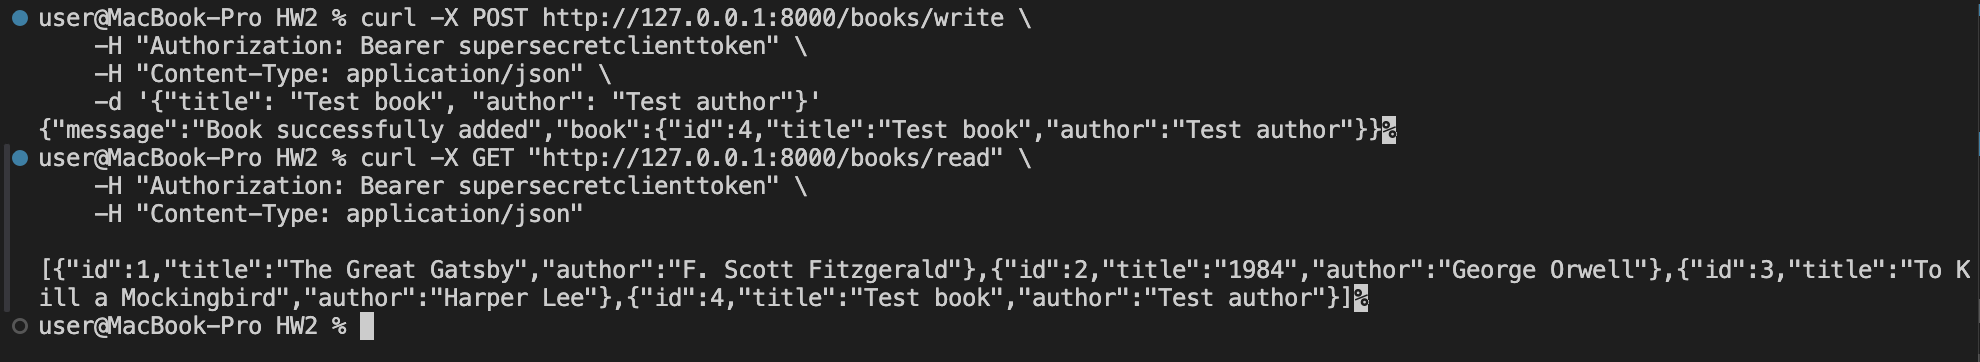 user@MacBook-Pro HW2 % curl -X POST http://127.0.0.1:8000/books/write \
    -H "Authorization: Bearer supersecretclienttoken" \
    -H "Content-Type: application/json" \
    -d '{"title": "Test book", "author": "Test author"}'
{"message":"Book successfully added","book":{"id":4,"title":"Test book","author":"Test author"}}%
user@MacBook-Pro HW2 % curl -X GET "http://127.0.0.1:8000/books/read" \
    -H "Authorization: Bearer supersecretclienttoken" \
    -H "Content-Type: application/json"
[{"id":1,"title":"The Great Gatsby","author":"F. Scott Fitzgerald"},{"id":2,"title":"1984","author":"George Orwell"},{"id":3,"title":"To K
ill a Mockingbird","author":"Harper Lee"},{"id":4,"title":"Test book","author":"Test author"}]%
user@MacBook-Pro HW2 %